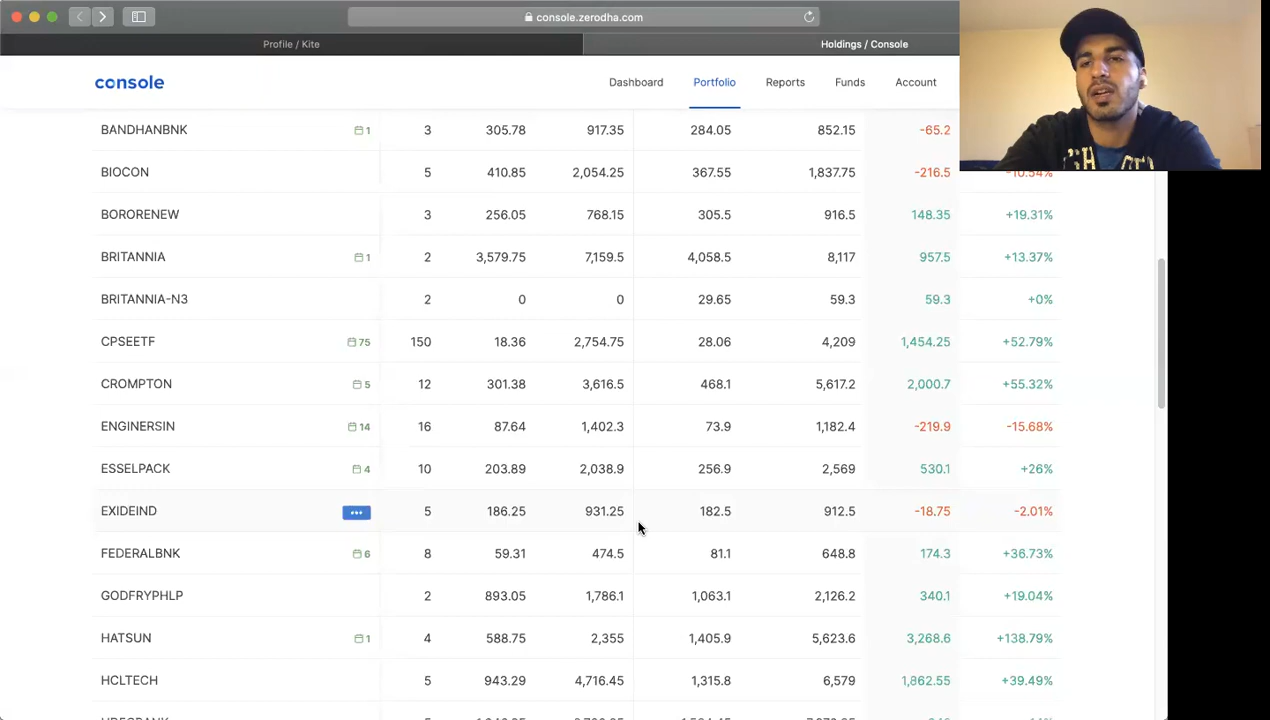 console.zerodha.com
Profile / Kite
Holdings / Console
console
Dashboard Portfolio Reports Funds Account
BANDHANBNK 1 3 305.78 917.35 284.05 852.15 -65.2
BIOCON 5 410.85 2,054.25 367.55 1,837.75 -216.5 -10.54%
BORORENEW 3 256.05 768.15 305.5 916.5 148.35 +19.31%
BRITANNIA 1 2 3,579.75 7,159.5 4,058.5 8,117 957.5 +13.37%
BRITANNIA-N3 2 0 0 29.65 59.3 59.3 +0%
CPSEETF 75 150 18.36 2,754.75 28.06 4,209 1,454.25 +52.79%
CROMPTON 5 12 301.38 3,616.5 468.1 5,617.2 2,000.7 +55.32%
ENGINERSIN 14 16 87.64 1,402.3 73.9 1,182.4 -219.9 -15.68%
ESSELPACK 4 10 203.89 2,038.9 256.9 2,569 530.1 +26%
EXIDEIND 5 186.25 931.25 182.5 912.5 -18.75 -2.01%
FEDERALBNK 6 8 59.31 474.5 81.1 648.8 174.3 +36.73%
GODFRYPHLP 2 893.05 1,786.1 1,063.1 2,126.2 340.1 +19.04%
HATSUN 1 4 588.75 2,355 1,405.9 5,623.6 3,268.6 +138.79%
HCLTECH 5 943.29 4,716.45 1,315.8 6,579 1,862.55 +39.49%